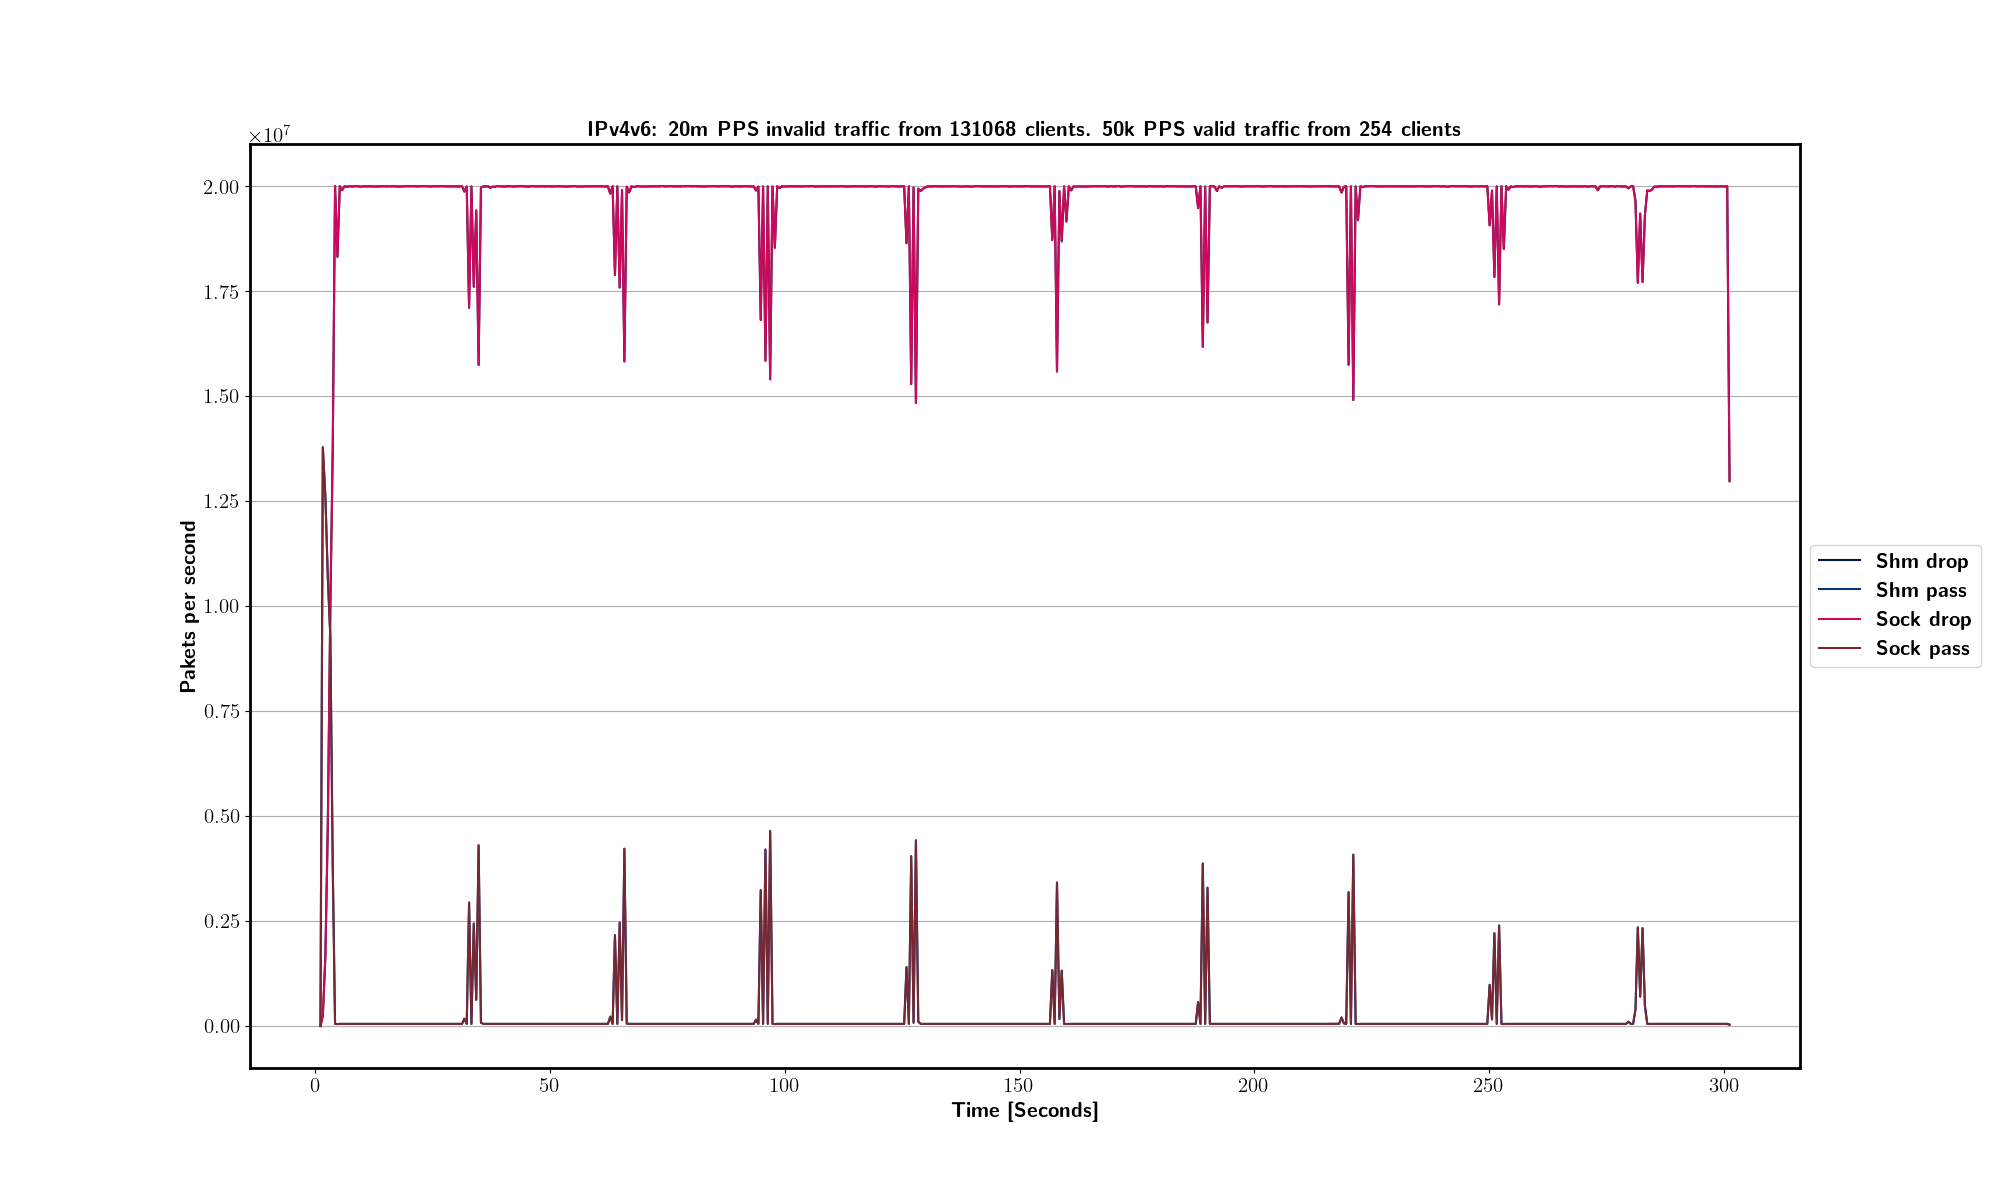 IPv4v6: 20m PPS invalid traffic from 131068 clients. 50k PPS valid traffic from 254 clients
×10⁷
2.00
1.75
1.50
1.25
1.00
0.75
0.50
0.25
0.00
Pakets per second
0 50 100 150 200 250 300
Time [Seconds]
Shm drop
Shm pass
Sock drop
Sock pass